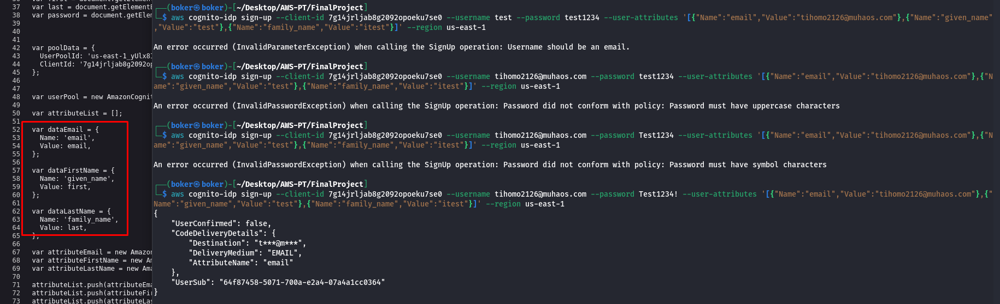 36 var first = document.getElement
37 var last = document.getElementB
38 var password = document.getElem
39
40
41
42 var poolData = {
43 UserPoolId: 'us-east-1_yUlx8
44 ClientId: '7g14jrljab8g2092op
45 };
46
47
48 var userPool = new AmazonCognit
49
50 var attributeList = [];
51
52 var dataEmail = {
53 Name: 'email',
54 Value: email,
55 };
56
57 var dataFirstName = {
58 Name: 'given_name',
59 Value: first,
60 };
61
62 var dataLastName = {
63 Name: 'family_name',
64 Value: last,
65 };
66
67 var attributeEmail = new Amazon
68 var attributeFirstName = new Am
69 var attributeLastName = new Ama
70
71 attributeList.push(attributeEma
72 attributeList.push(attributeFir
73 attributeList.push(attributeLas
┌──(boker㉿boker)-[~/Desktop/AWS-PT/FinalProject]
└─$ aws cognito-idp sign-up --client-id 7g14jrljab8g2092opoeku7se0 --username test --password test1234 --user-attributes '[{"Name":"email","Value":"tihomo2126@muhaos.com"},{"Name":"given_name"
,"Value":"test"},{"Name":"family_name","Value":"itest"}]' --region us-east-1
An error occurred (InvalidParameterException) when calling the SignUp operation: Username should be an email.
┌──(boker㉿boker)-[~/Desktop/AWS-PT/FinalProject]
└─$ aws cognito-idp sign-up --client-id 7g14jrljab8g2092opoeku7se0 --username tihomo2126@muhaos.com --password test1234 --user-attributes '[{"Name":"email","Value":"tihomo2126@muhaos.com"},{"N
ame":"given_name","Value":"test"},{"Name":"family_name","Value":"itest"}]' --region us-east-1
An error occurred (InvalidPasswordException) when calling the SignUp operation: Password did not conform with policy: Password must have uppercase characters
┌──(boker㉿boker)-[~/Desktop/AWS-PT/FinalProject]
└─$ aws cognito-idp sign-up --client-id 7g14jrljab8g2092opoeku7se0 --username tihomo2126@muhaos.com --password Test1234 --user-attributes '[{"Name":"email","Value":"tihomo2126@muhaos.com"},{"N
ame":"given_name","Value":"test"},{"Name":"family_name","Value":"itest"}]' --region us-east-1
An error occurred (InvalidPasswordException) when calling the SignUp operation: Password did not conform with policy: Password must have symbol characters
┌──(boker㉿boker)-[~/Desktop/AWS-PT/FinalProject]
└─$ aws cognito-idp sign-up --client-id 7g14jrljab8g2092opoeku7se0 --username tihomo2126@muhaos.com --password Test1234! --user-attributes '[{"Name":"email","Value":"tihomo2126@muhaos.com"},{"
Name":"given_name","Value":"test"},{"Name":"family_name","Value":"itest"}]' --region us-east-1
{
"UserConfirmed": false,
"CodeDeliveryDetails": {
"Destination": "t***@m***",
"DeliveryMedium": "EMAIL",
"AttributeName": "email"
},
"UserSub": "64f87458-5071-700a-e2a4-07a4a1cc0364"
}